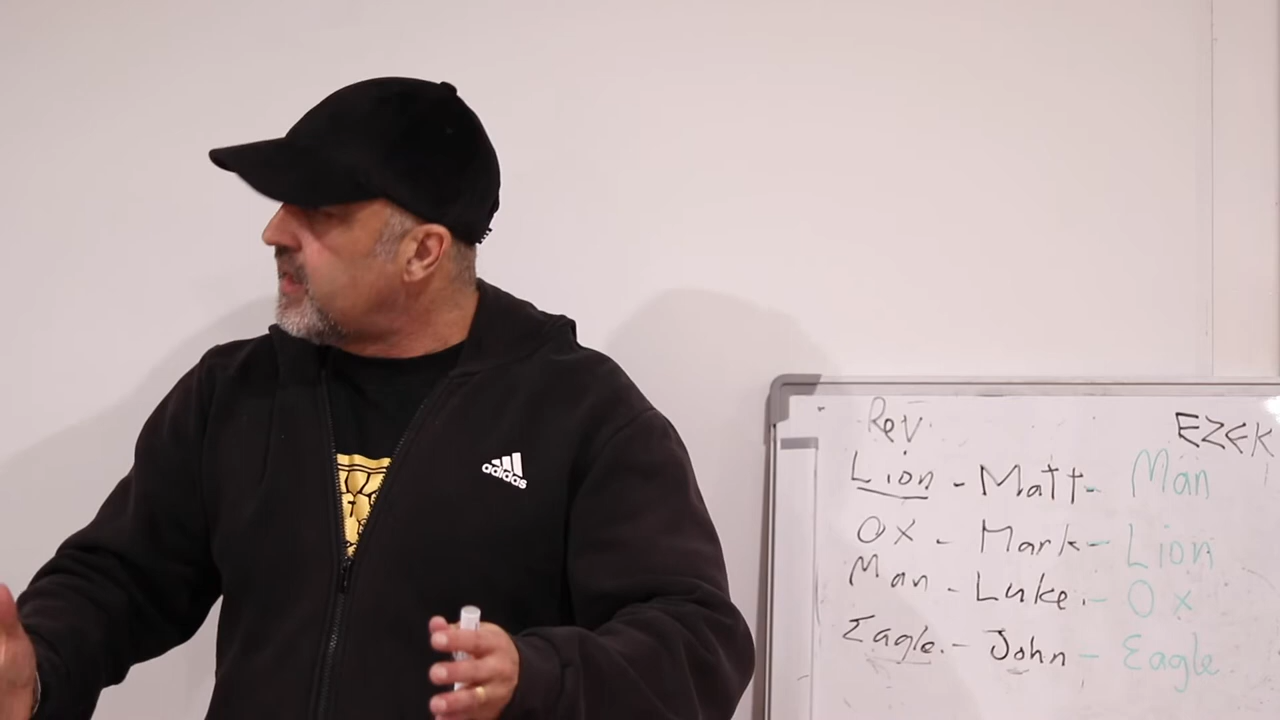 adidas
Rev. EZEK
Lion - Matt - Man
Ox - Mark - Lion
Man - Luke. - Ox
Eagle. - John - Eagle.